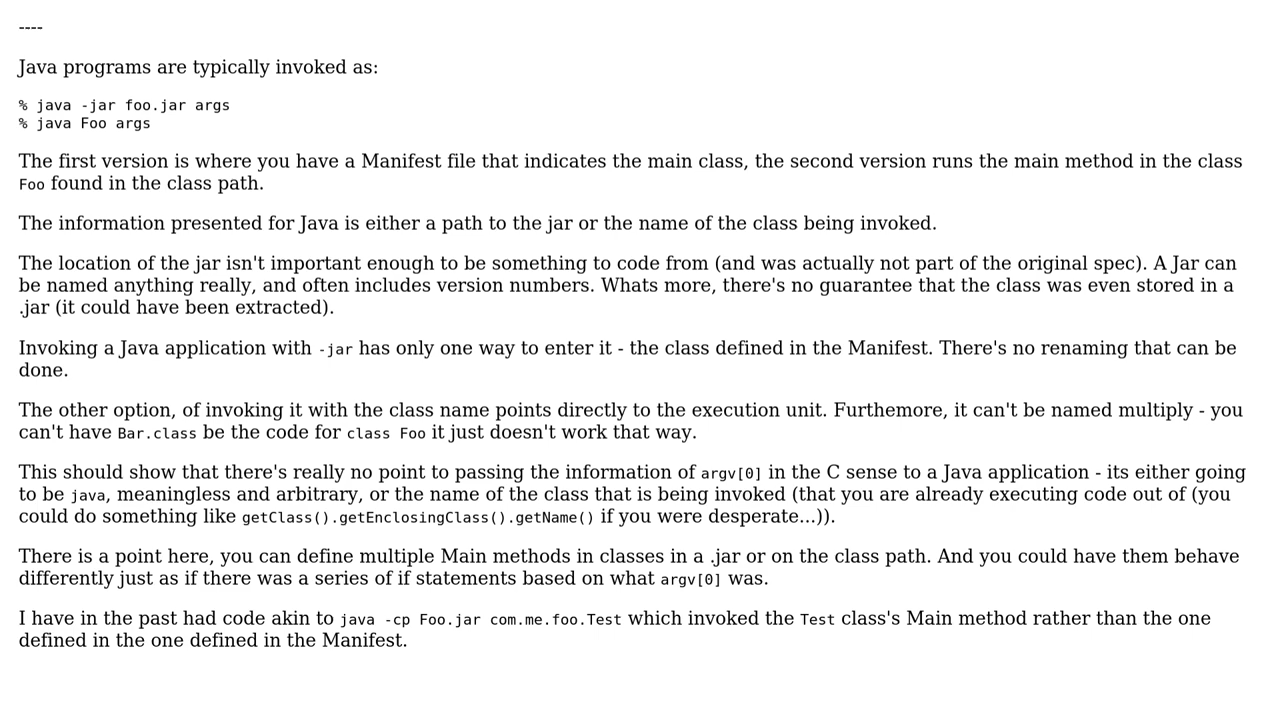 ----
Java programs are typically invoked as:
% java -jar foo.jar args
% java Foo args
The first version is where you have a Manifest file that indicates the main class, the second version runs the main method in the class
Foo found in the class path.
The information presented for Java is either a path to the jar or the name of the class being invoked.
The location of the jar isn't important enough to be something to code from (and was actually not part of the original spec). A Jar can
be named anything really, and often includes version numbers. Whats more, there's no guarantee that the class was even stored in a
.jar (it could have been extracted).
Invoking a Java application with -jar has only one way to enter it - the class defined in the Manifest. There's no renaming that can be
done.
The other option, of invoking it with the class name points directly to the execution unit. Furthemore, it can't be named multiply - you
can't have Bar.class be the code for class Foo it just doesn't work that way.
This should show that there's really no point to passing the information of argv[0] in the C sense to a Java application - its either going
to be java, meaningless and arbitrary, or the name of the class that is being invoked (that you are already executing code out of (you
could do something like getClass().getEnclosingClass().getName() if you were desperate...)).
There is a point here, you can define multiple Main methods in classes in a .jar or on the class path. And you could have them behave
differently just as if there was a series of if statements based on what argv[0] was.
I have in the past had code akin to java -cp Foo.jar com.me.foo.Test which invoked the Test class's Main method rather than the one
defined in the one defined in the Manifest.